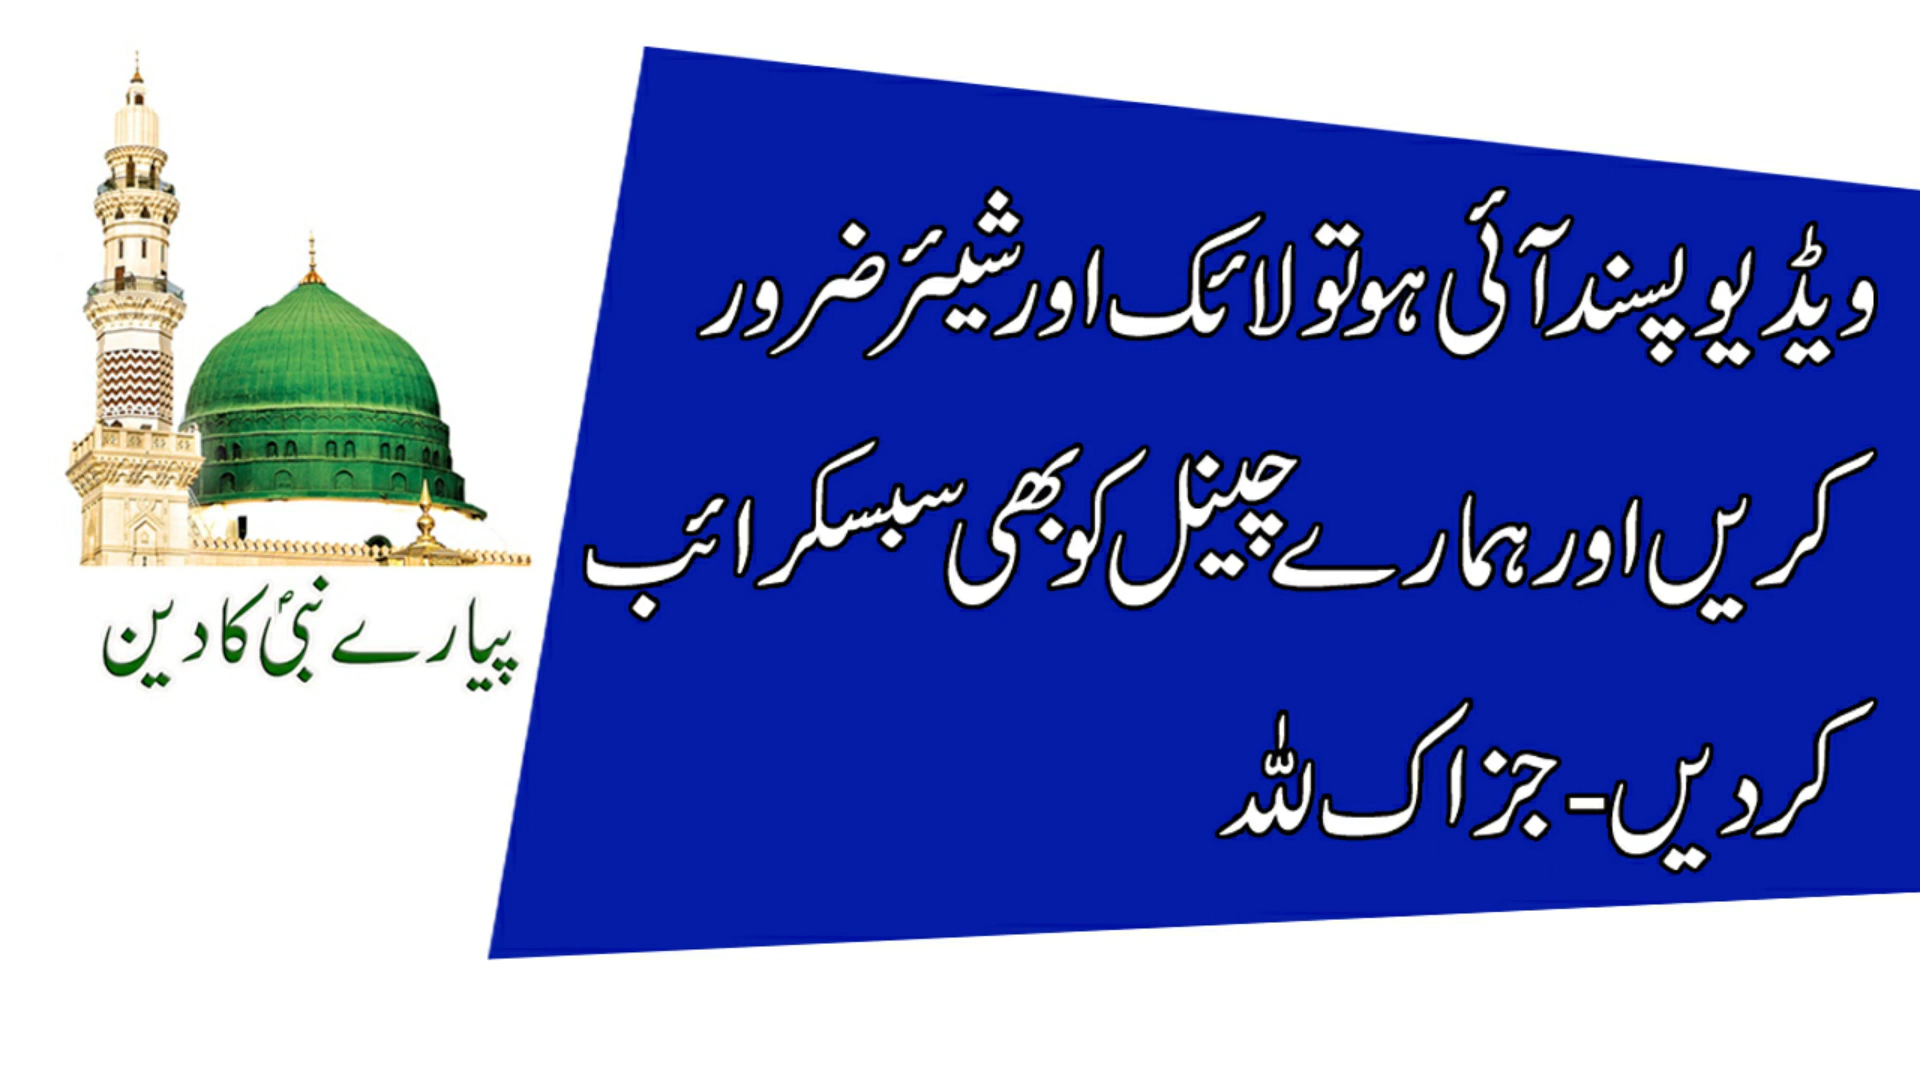 ویڈیو پسند آئی ہو تو لائک اور شیئر ضرور
کریں اور ہمارے چینل کو بھی سبسکرائب
کردیں - جزاک للہ
پیارے نبیؐ کا دین